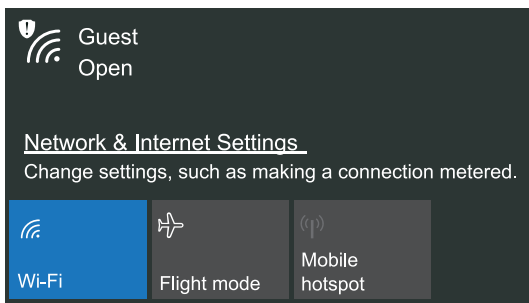 Guest
Open
Network & Internet Settings
Change settings, such as making a connection metered.
Wi-Fi
Flight mode
Mobile
hotspot